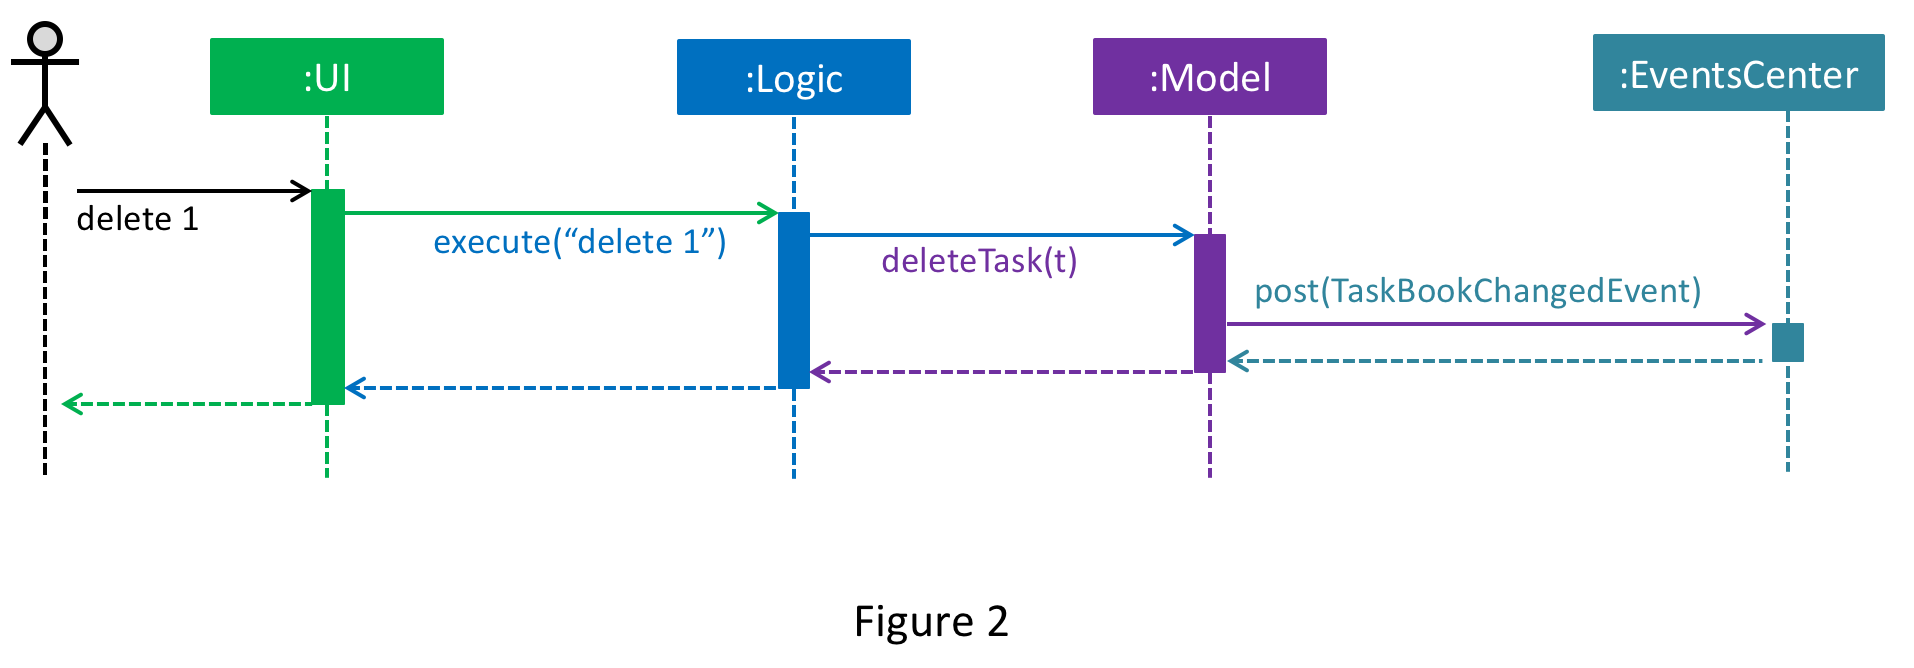 :UI
:Logic
:Model
:EventsCenter
delete 1
execute(“delete 1”)
deleteTask(t)
post(TaskBookChangedEvent)
Figure 2